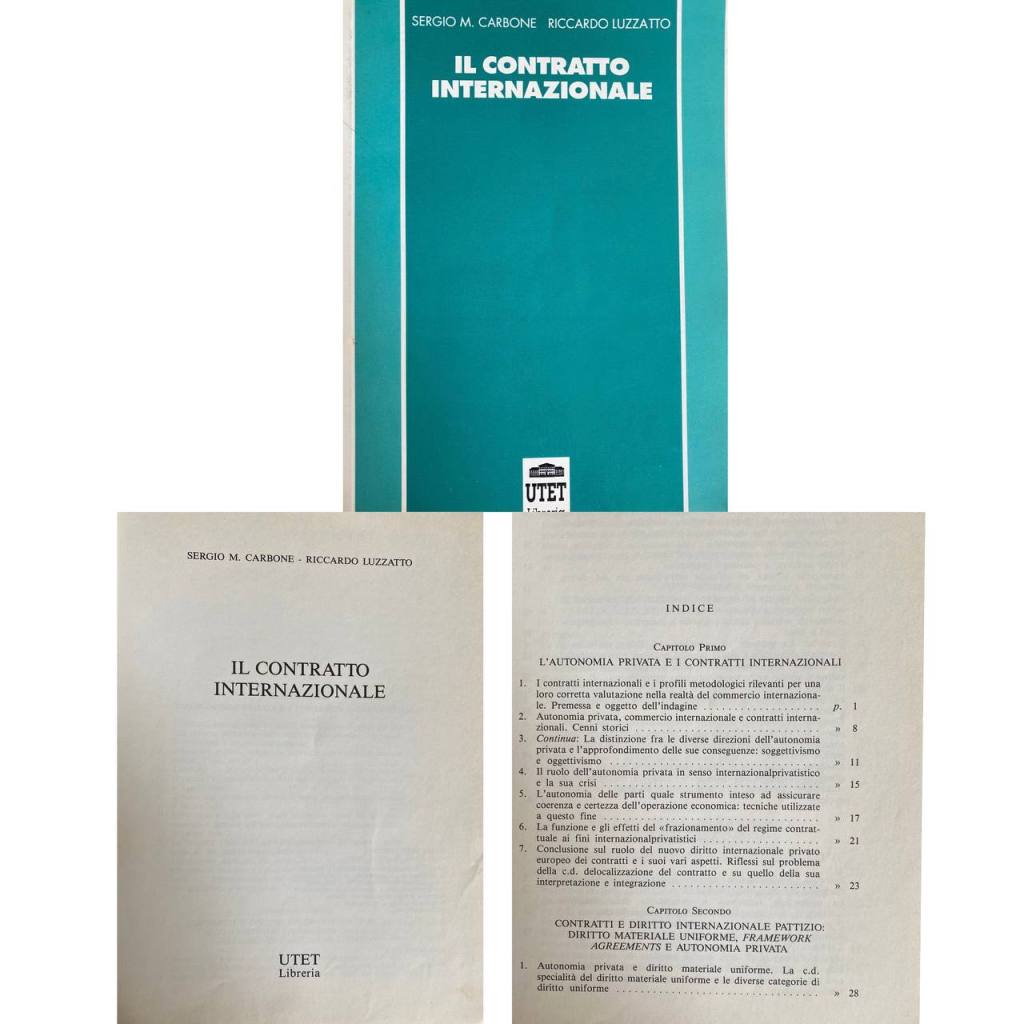 SERGIO M. CARBONE RICCARDO LUZZATTO
IL CONTRATTO
INTERNAZIONALE
UTET
Libreria
SERGIO M. CARBONE - RICCARDO LUZZATTO
IL CONTRATTO
INTERNAZIONALE
UTET
Libreria
INDICE
CAPITOLO PRIMO
L'AUTONOMIA PRIVATA E I CONTRATTI INTERNAZIONALI
1. I contratti internazionali e i profili metodologici rilevanti per una
loro corretta valutazione nella realtà del commercio internaziona-
le. Premessa e oggetto dell'indagine . . . . . . . . . . . . . . . . . . . . p. 1
2. Autonomia privata, commercio internazionale e contratti interna-
zionali. Cenni storici . . . . . . . . . . . . . . . . . . . . . . . . . . . . . . » 8
3. Continua: La distinzione fra le diverse direzioni dell'autonomia
privata e l'approfondimento delle sue conseguenze: soggettivismo
e oggettivismo . . . . . . . . . . . . . . . . . . . . . . . . . . . . . . . . . . » 11
4. Il ruolo dell'autonomia privata in senso internazionalprivatistico
e la sua crisi . . . . . . . . . . . . . . . . . . . . . . . . . . . . . . . . . . . » 15
5. L'autonomia delle parti quale strumento inteso ad assicurare
coerenza e certezza dell'operazione economica: tecniche utilizzate
a questo fine . . . . . . . . . . . . . . . . . . . . . . . . . . . . . . . . . . . » 17
6. La funzione e gli effetti del «frazionamento» del regime contrat-
tuale ai fini internazionalprivatistici . . . . . . . . . . . . . . . . . . . . » 21
7. Conclusione sul ruolo del nuovo diritto internazionale privato
europeo dei contratti e i suoi vari aspetti. Riflessi sul problema
della c.d. delocalizzazione del contratto e su quello della sua
interpretazione e integrazione . . . . . . . . . . . . . . . . . . . . . . . . » 23
CAPITOLO SECONDO
CONTRATTI E DIRITTO INTERNAZIONALE PATTIZIO:
DIRITTO MATERIALE UNIFORME, FRAMEWORK
AGREEMENTS E AUTONOMIA PRIVATA
1. Autonomia privata e diritto materiale uniforme. La c.d.
specialità del diritto materiale uniforme e le diverse categorie di
diritto uniforme . . . . . . . . . . . . . . . . . . . . . . . . . . . . . . . . . » 28